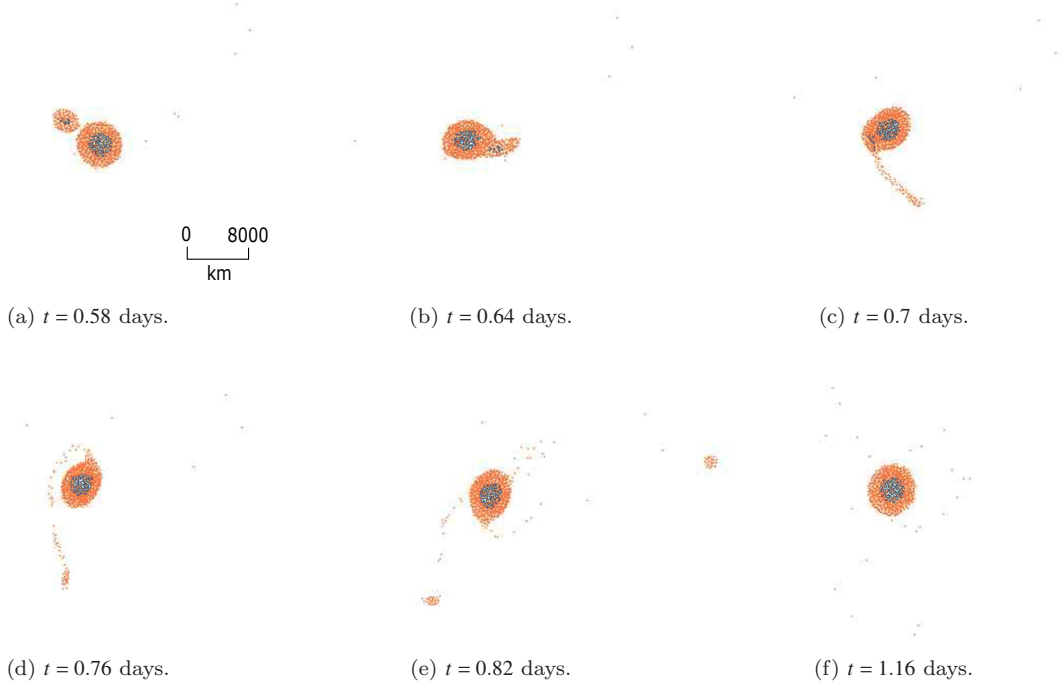 0 8000
km
(a) t = 0.58 days.
(b) t = 0.64 days.
(c) t = 0.7 days.
(d) t = 0.76 days.
(e) t = 0.82 days.
(f) t = 1.16 days.